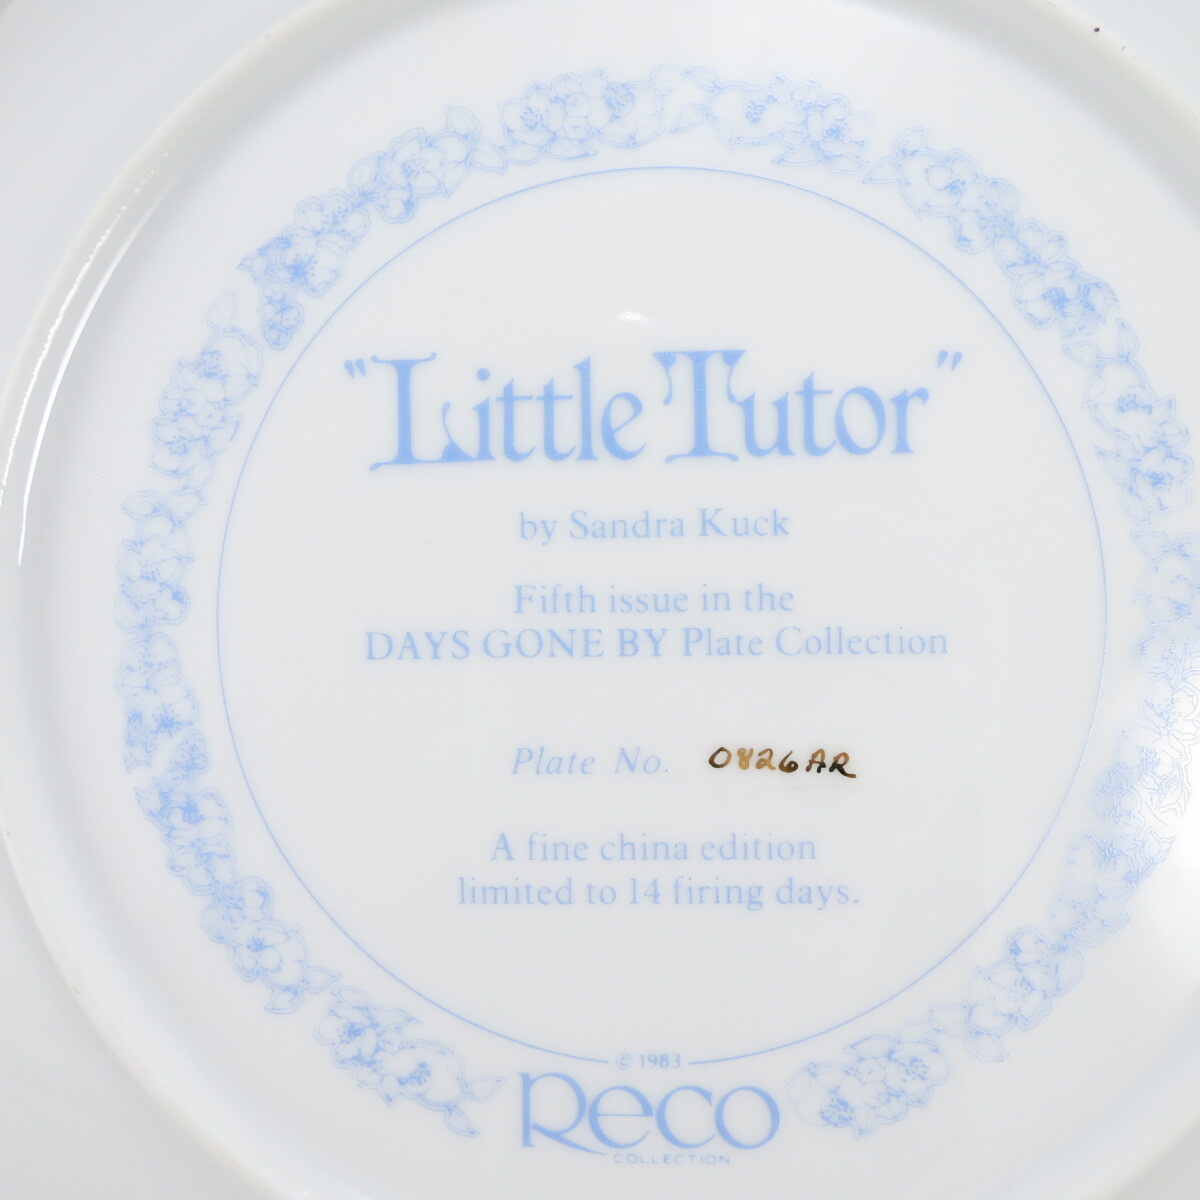 "Little Tutor"
by Sandra Kuck
Fifth issue in the
DAYS GONE BY Plate Collection
Plate No. 0826AR
A fine china edition
limited to 14 firing days.
© 1983
Reco
COLLECTION